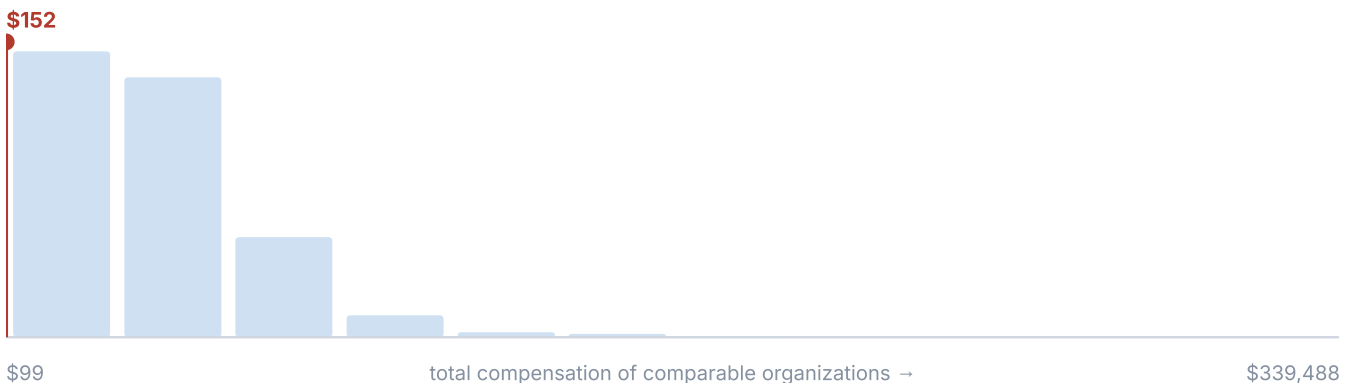 $152
$99
total compensation of comparable organizations →
$339,488